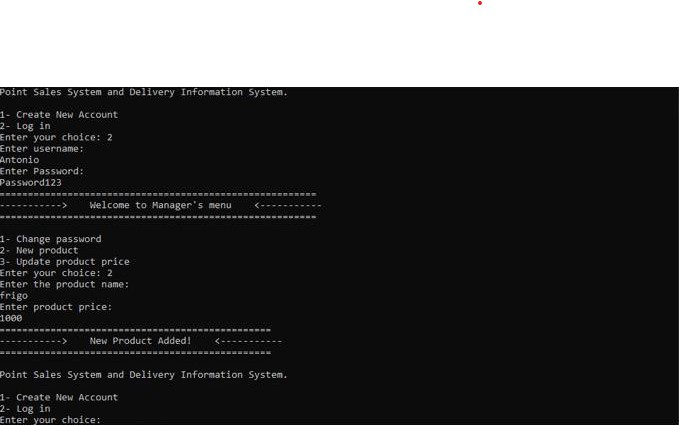 Point Sales System and Delivery Information System.
1- Create New Account
2- Log in
Enter your choice: 2
Enter username:
Antonio
Enter Password:
Password123
========================================================
----------->    Welcome to Manager's menu    <-----------
========================================================
1- Change password
2- New product
3- Update product price
Enter your choice: 2
Enter the product name:
frigo
Enter product price:
1000
================================================
----------->    New Product Added!    <-----------
================================================
Point Sales System and Delivery Information System.
1- Create New Account
2- Log in
Enter your choice: